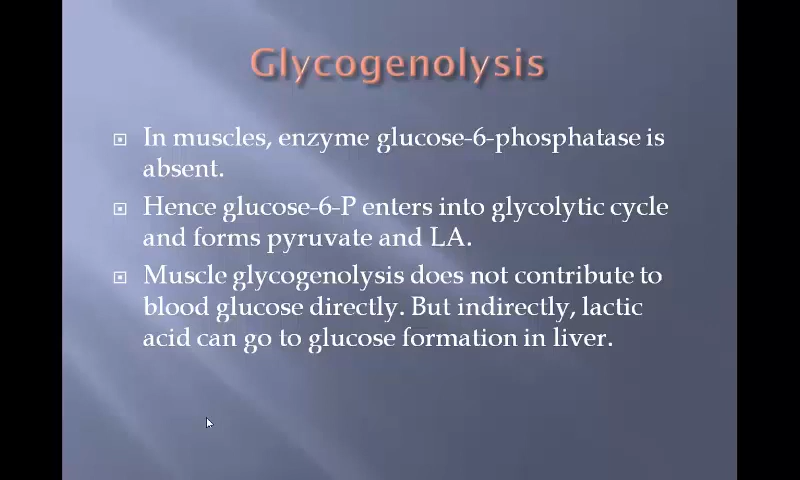 Glycogenolysis
In muscles, enzyme glucose-6-phosphatase is
absent.
Hence glucose-6-P enters into glycolytic cycle
and forms pyruvate and LA.
Muscle glycogenolysis does not contribute to
blood glucose directly. But indirectly, lactic
acid can go to glucose formation in liver.